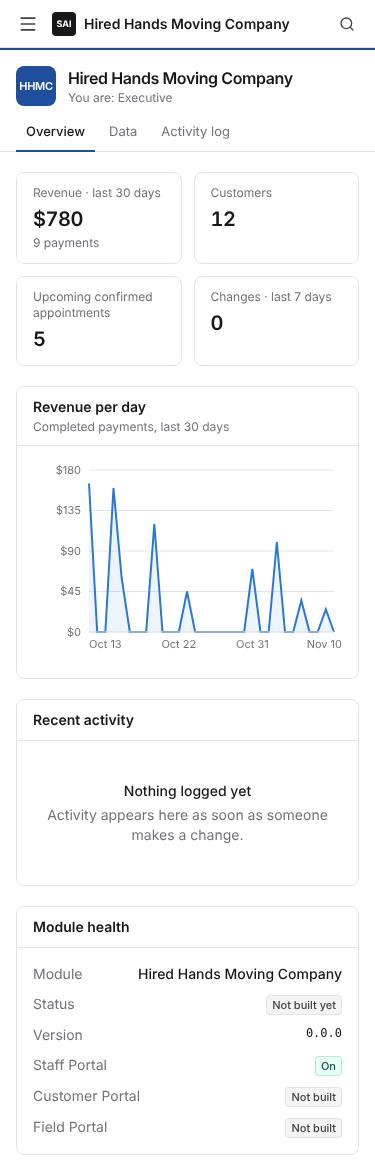 SAI Hired Hands Moving Company
HHMC
Hired Hands Moving Company
You are: Executive
Overview Data Activity log
Revenue · last 30 days
$780
9 payments
Customers
12
Upcoming confirmed
appointments
5
Changes · last 7 days
0
Revenue per day
Completed payments, last 30 days
$180
$135
$90
$45
$0
Oct 13 Oct 22 Oct 31 Nov 10
Recent activity
Nothing logged yet
Activity appears here as soon as someone
makes a change.
Module health
Module Hired Hands Moving Company
Status Not built yet
Version 0.0.0
Staff Portal On
Customer Portal Not built
Field Portal Not built